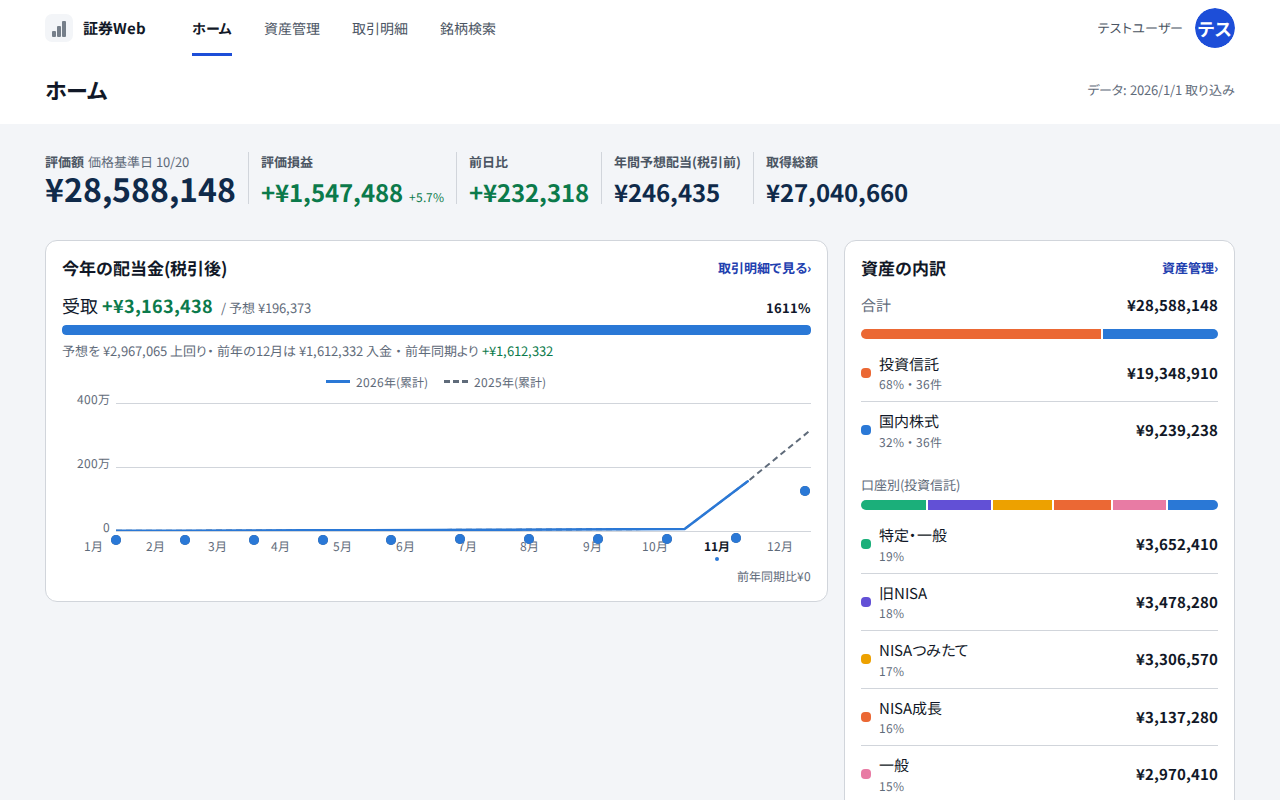 証券Web ホーム 資産管理 取引明細 銘柄検索 テストユーザー テス
ホーム データ: 2026/1/1 取り込み
評価額 価格基準日 10/20
¥28,588,148
評価損益
+¥1,547,488 +5.7%
前日比
+¥232,318
年間予想配当(税引前)
¥246,435
取得総額
¥27,040,660
今年の配当金(税引後) 取引明細で見る›
受取 +¥3,163,438 / 予想 ¥196,373 1611%
予想を ¥2,967,065 上回り・前年の12月は ¥1,612,332 入金・前年同期より +¥1,612,332
2026年(累計) 2025年(累計)
400万
200万
0
1月 2月 3月 4月 5月 6月 7月 8月 9月 10月 11月 12月
前年同期比¥0
資産の内訳 資産管理›
合計 ¥28,588,148
投資信託 ¥19,348,910
68%・36件
国内株式 ¥9,239,238
32%・36件
口座別(投資信託)
特定・一般 ¥3,652,410
19%
旧NISA ¥3,478,280
18%
NISAつみたて ¥3,306,570
17%
NISA成長 ¥3,137,280
16%
一般 ¥2,970,410
15%